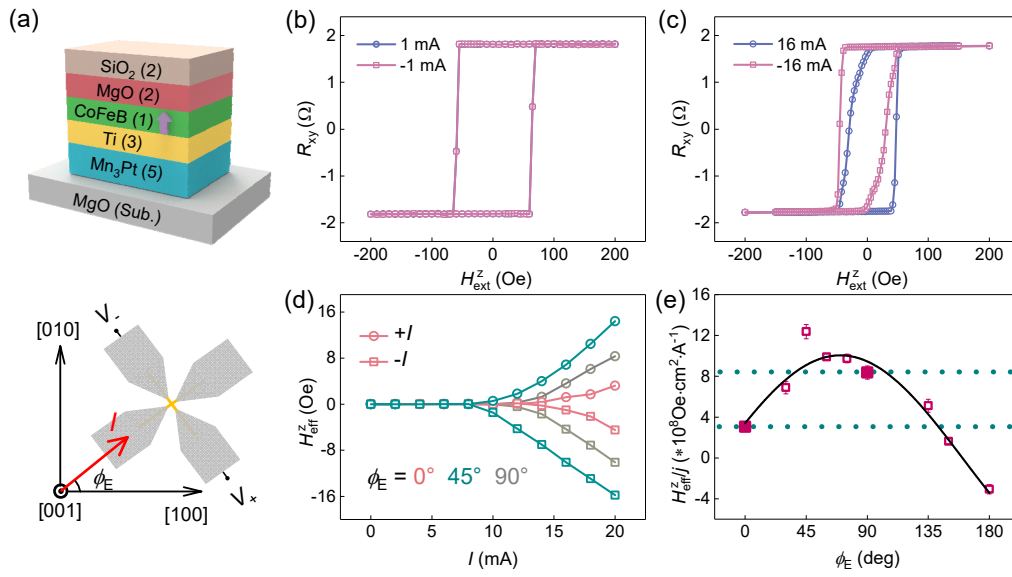 (a)
SiO2 (2)
MgO (2)
CoFeB (1)
Ti (3)
Mn3Pt (5)
MgO (Sub.)
[010]
V-
I
ϕE
V+
[001]
[100]
(b)
1 mA
-1 mA
Rxy (Ω)
2
1
0
-1
-2
-200 -100 0 100 200
Hzext (Oe)
(c)
16 mA
-16 mA
Rxy (Ω)
2
1
0
-1
-2
-200 -100 0 100 200
Hzext (Oe)
(d)
+I
-I
Hzeff (Oe)
16
8
0
-8
-16
ϕE = 0° 45° 90°
0 5 10 15 20
I (mA)
(e)
Hzeff/j (*10⁸Oe·cm²·A⁻¹)
16
12
8
4
0
-4
0 45 90 135 180
ϕE (deg)